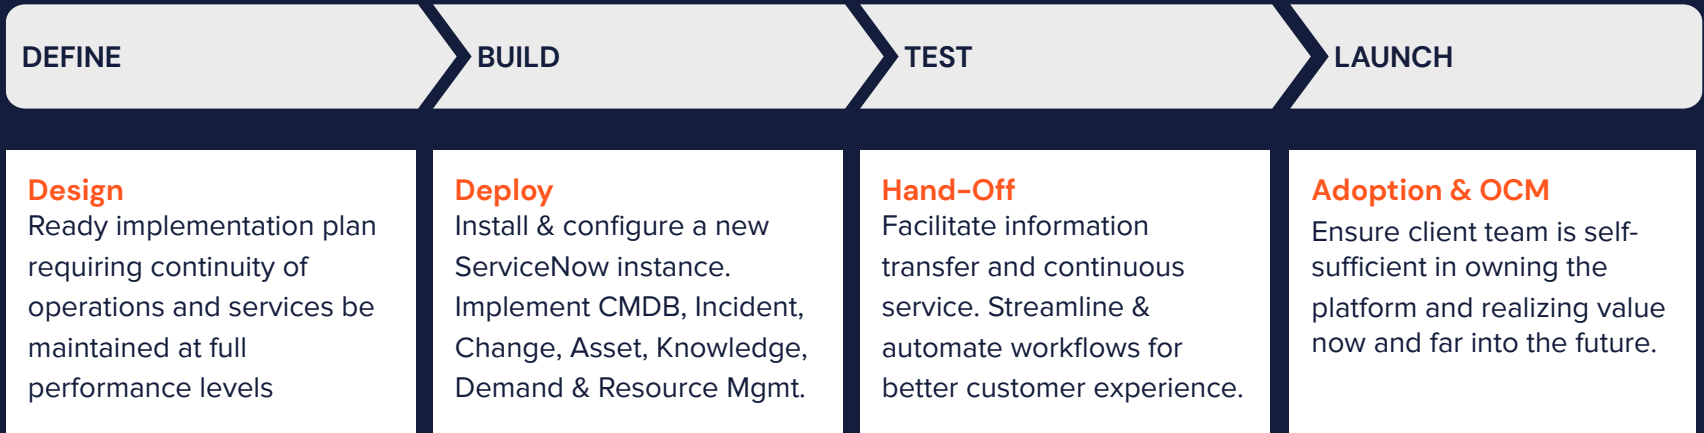 DEFINE
BUILD
TEST
LAUNCH
Design
Ready implementation plan
requiring continuity of
operations and services be
maintained at full
performance levels
Deploy
Install & configure a new
ServiceNow instance.
Implement CMDB, Incident,
Change, Asset, Knowledge,
Demand & Resource Mgmt.
Hand-Off
Facilitate information
transfer and continuous
service. Streamline &
automate workflows for
better customer experience.
Adoption & OCM
Ensure client team is self-
sufficient in owning the
platform and realizing value
now and far into the future.